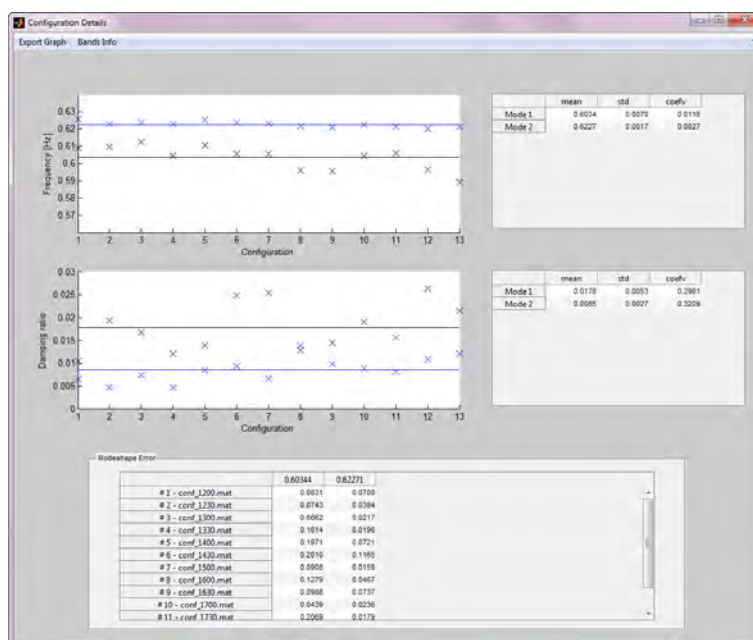 Configuration Details
Export Graph Bands Info
0.63
0.62
0.61
0.6
0.59
0.58
0.57
Frequency [Hz]
1 2 3 4 5 6 7 8 9 10 11 12 13
Configuration
mean std coefv
Mode 1 0.6034 0.0070 0.0116
Mode 2 0.6227 0.0017 0.0027
0.03
0.025
0.02
0.015
0.01
0.005
0
Damping ratio
1 2 3 4 5 6 7 8 9 10 11 12 13
Configuration
mean std coefv
Mode 1 0.0178 0.0053 0.2981
Mode 2 0.0085 0.0027 0.3209
Modeshape Error
0.60344 0.62271
# 1 - conf_1200.mat 0.0831 0.0788
# 2 - conf_1230.mat 0.0743 0.0384
# 3 - conf_1300.mat 0.6662 0.0217
# 4 - conf_1330.mat 0.1614 0.0196
# 5 - conf_1400.mat 0.1971 0.0721
# 6 - conf_1430.mat 0.2010 0.1165
# 7 - conf_1500.mat 0.0908 0.0159
# 8 - conf_1600.mat 0.1279 0.0467
# 9 - conf_1630.mat 0.0988 0.0737
# 10 - conf_1700.mat 0.0439 0.0236
# 11 - conf_1730.mat 0.2069 0.0179